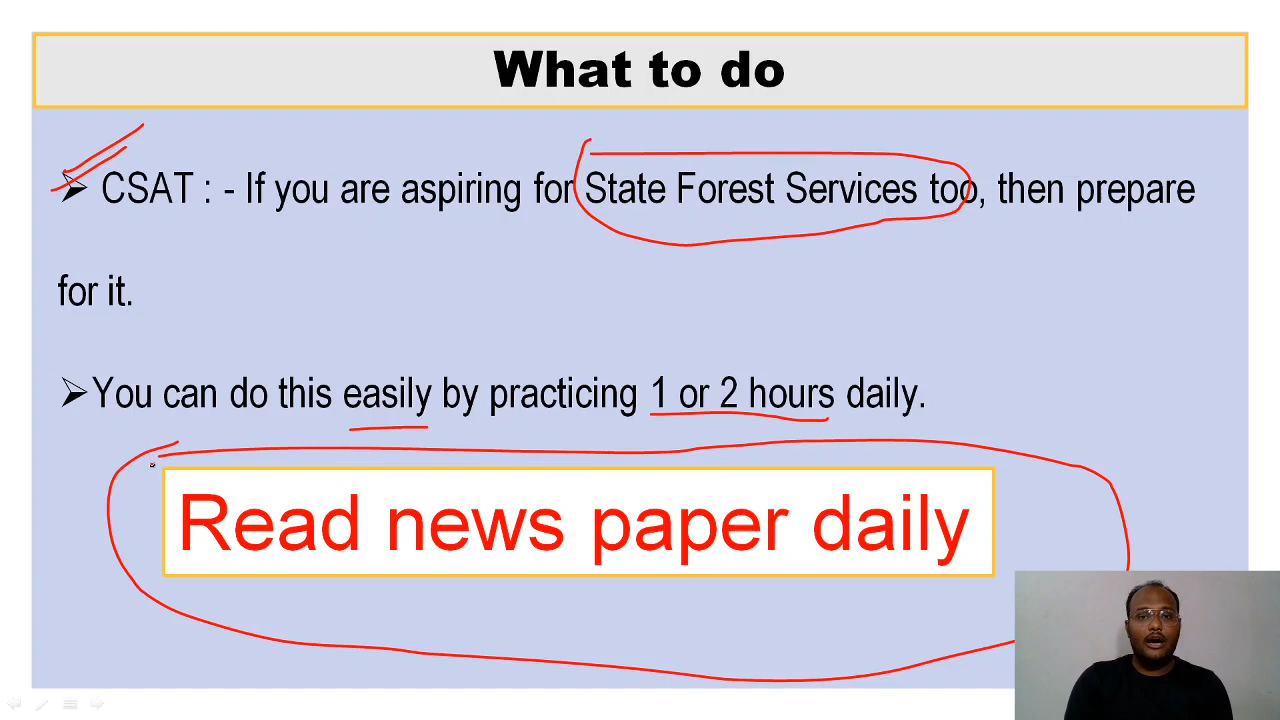 What to do
➢ CSAT : - If you are aspiring for State Forest Services too, then prepare
for it.
➢You can do this easily by practicing 1 or 2 hours daily.
Read news paper daily